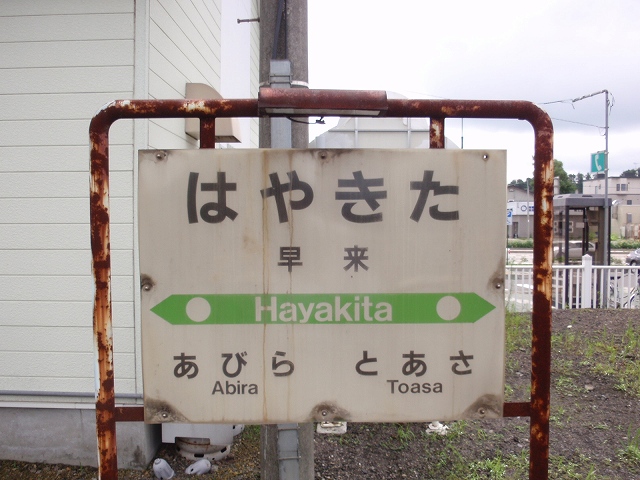 はやきた
早来
Hayakita
あびら とあさ
Abira Toasa